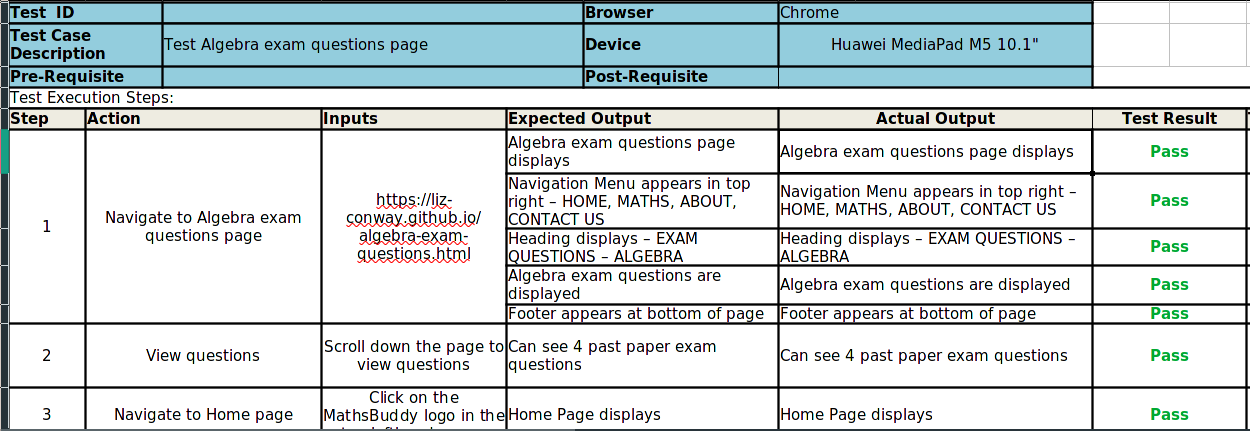 Test  ID
Browser
Chrome
Test Case
Description
Test Algebra exam questions page
Device
Huawei MediaPad M5 10.1"
Pre-Requisite
Post-Requisite
Test Execution Steps:
Step
Action
Inputs
Expected Output
Actual Output
Test Result
1
Navigate to Algebra exam
questions page
https://liz-
conway.github.io/
algebra-exam-
questions.html
Algebra exam questions page
displays
Algebra exam questions page displays
Pass
Navigation Menu appears in top
right – HOME, MATHS, ABOUT,
CONTACT US
Navigation Menu appears in top right –
HOME, MATHS, ABOUT, CONTACT US
Pass
Heading displays – EXAM
QUESTIONS – ALGEBRA
Heading displays – EXAM QUESTIONS –
ALGEBRA
Pass
Algebra exam questions are
displayed
Algebra exam questions are displayed
Pass
Footer appears at bottom of page
Footer appears at bottom of page
Pass
2
View questions
Scroll down the page to
view questions
Can see 4 past paper exam
questions
Can see 4 past paper exam questions
Pass
3
Navigate to Home page
Click on the
MathsBuddy logo in the
Home Page displays
Home Page displays
Pass